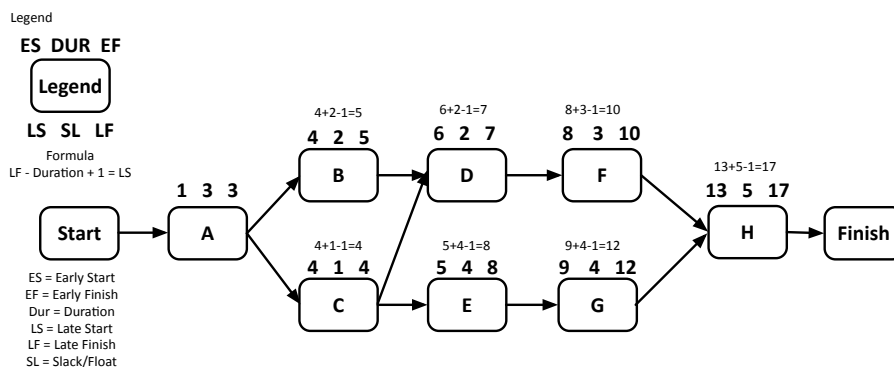 Legend
ES DUR EF
Legend
LS SL LF
Formula
LF - Duration + 1 = LS
4+2-1=5
4 2 5
B
6+2-1=7
6 2 7
D
8+3-1=10
8 3 10
F
1 3 3
A
Start
13+5-1=17
13 5 17
H
Finish
4+1-1=4
4 1 4
C
5+4-1=8
5 4 8
E
9+4-1=12
9 4 12
G
ES = Early Start
EF = Early Finish
Dur = Duration
LS = Late Start
LF = Late Finish
SL = Slack/Float